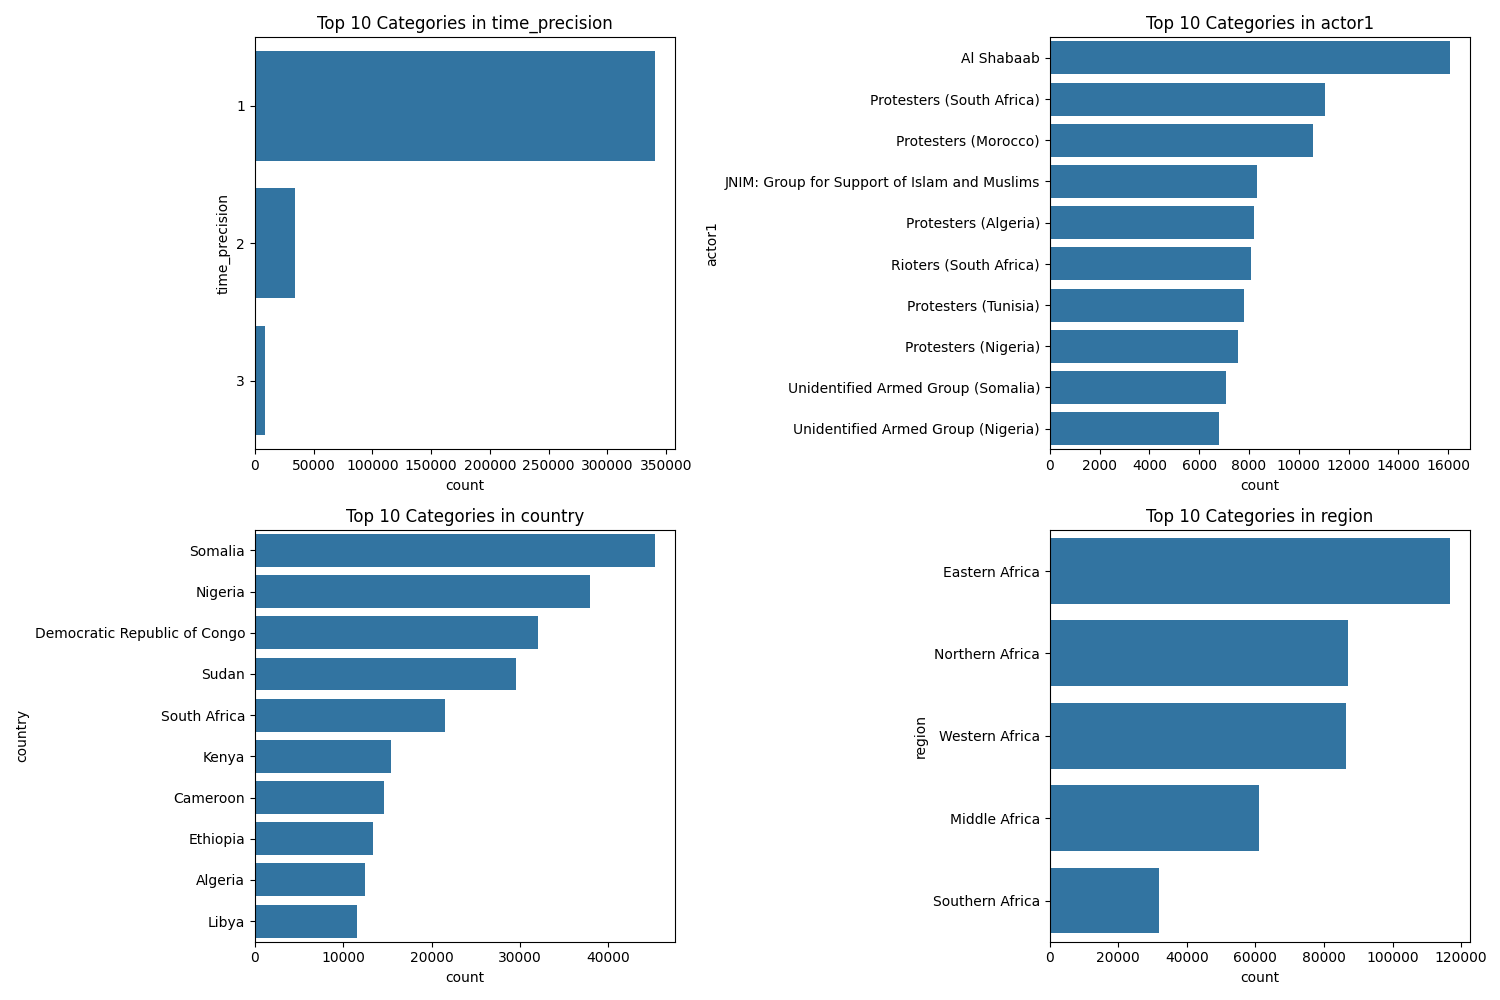 Top 10 Categories in time_precision
time_precision
1
2
3
0 50000 100000 150000 200000 250000 300000 350000
count
Top 10 Categories in actor1
actor1
Al Shabaab
Protesters (South Africa)
Protesters (Morocco)
JNIM: Group for Support of Islam and Muslims
Protesters (Algeria)
Rioters (South Africa)
Protesters (Tunisia)
Protesters (Nigeria)
Unidentified Armed Group (Somalia)
Unidentified Armed Group (Nigeria)
0 2000 4000 6000 8000 10000 12000 14000 16000
count
Top 10 Categories in country
country
Somalia
Nigeria
Democratic Republic of Congo
Sudan
South Africa
Kenya
Cameroon
Ethiopia
Algeria
Libya
0 10000 20000 30000 40000
count
Top 10 Categories in region
region
Eastern Africa
Northern Africa
Western Africa
Middle Africa
Southern Africa
0 20000 40000 60000 80000 100000 120000
count